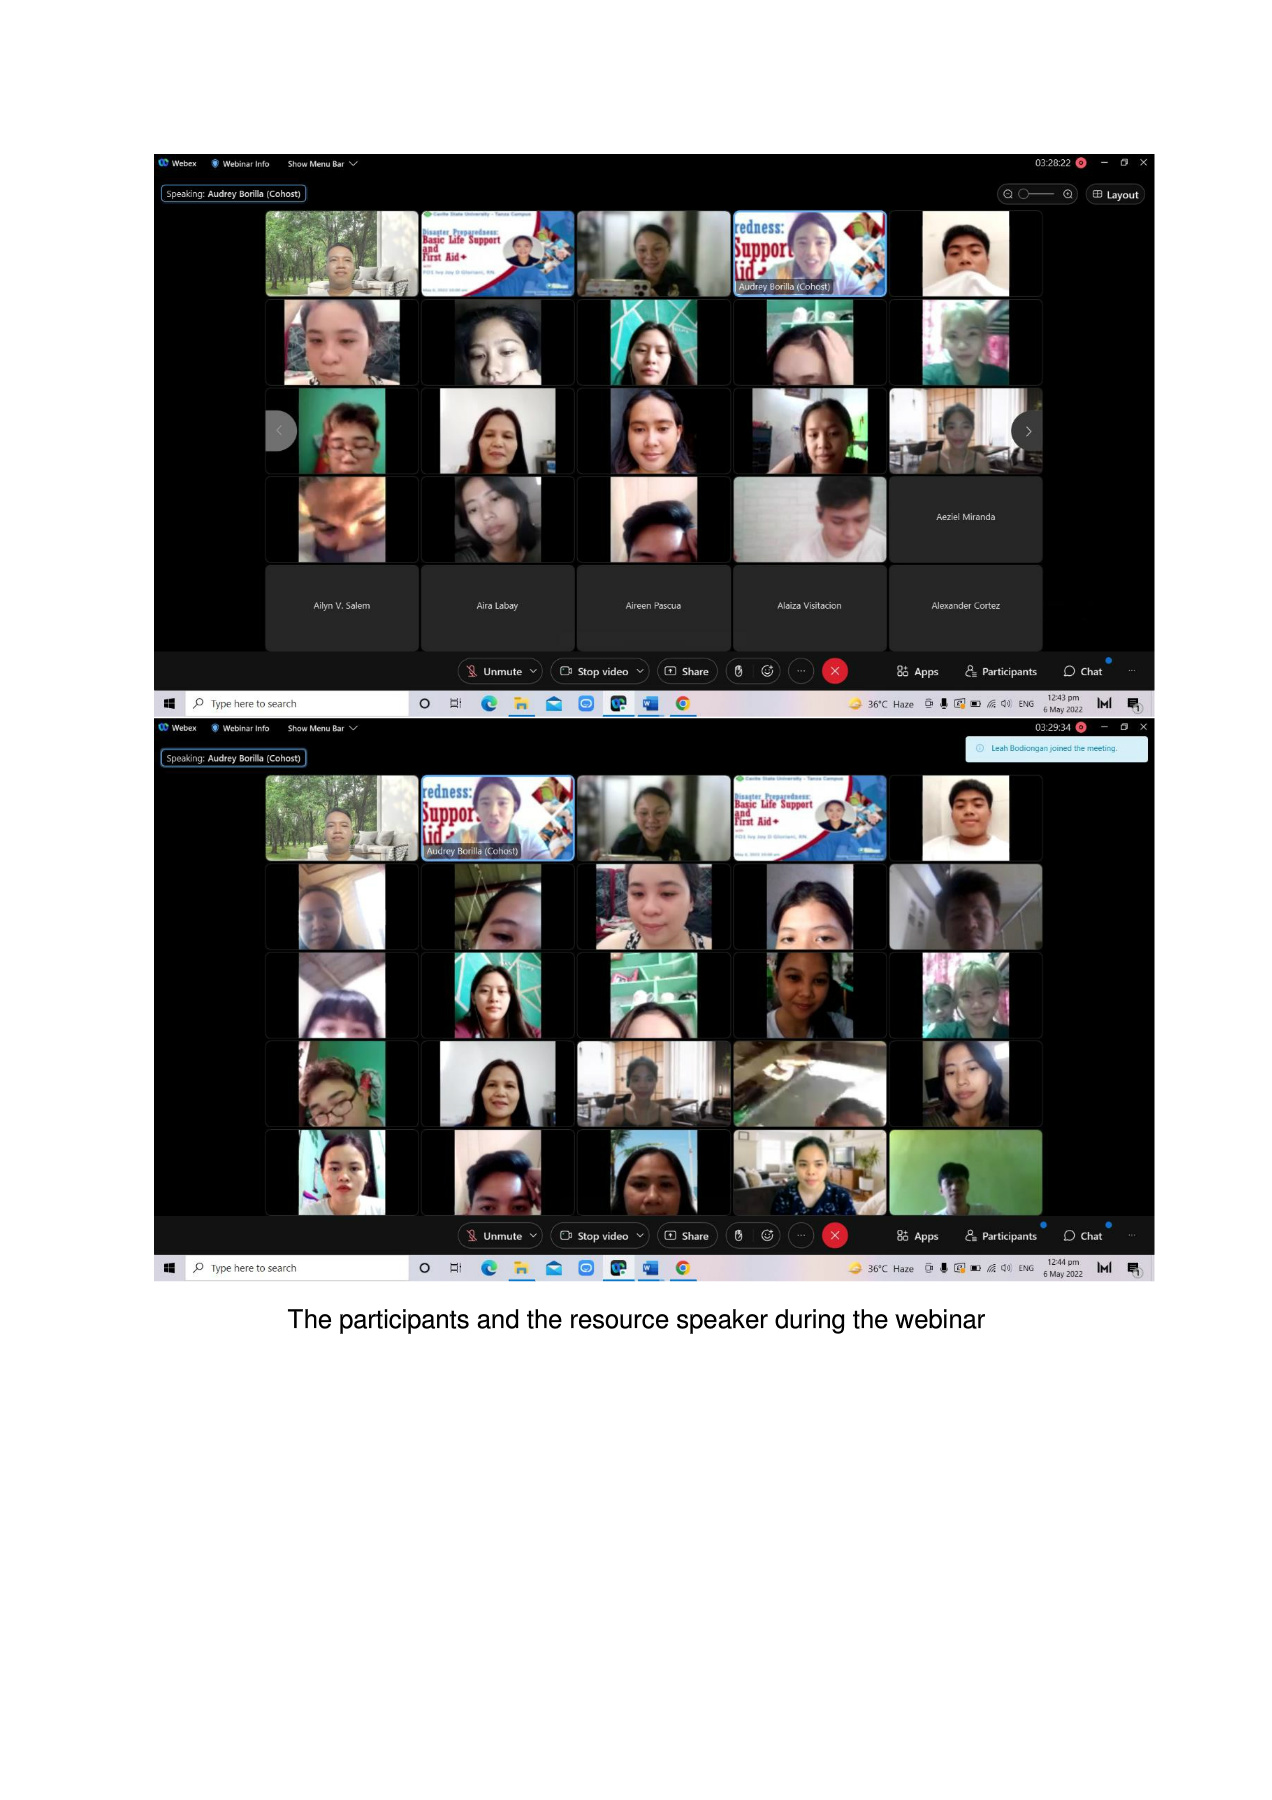 Webex Webinar Info Show Menu Bar 03:28:22
Speaking: Audrey Borilla (Cohost) Layout
Cavite State University - Tanza Campus
Disaster Preparedness:
Basic Life Support
and
First Aid+
redness:
Support
id+
Audrey Borilla (Cohost)
Aeziel Miranda
Ailyn V. Salem Aira Labay Aireen Pascua Alaiza Visitacion Alexander Cortez
Unmute Stop video Share Apps Participants Chat
Type here to search 36°C Haze ENG 12:43 pm
6 May 2022
Webex Webinar Info Show Menu Bar 03:29:34
Leah Bodiongan joined the meeting.
Speaking: Audrey Borilla (Cohost)
redness:
Suppor
Aid+
Audrey Borilla (Cohost)
Cavite State University - Tanza Campus
Disaster Preparedness:
Basic Life Support
and
First Aid+
Unmute Stop video Share Apps Participants Chat
Type here to search 36°C Haze ENG 12:44 pm
6 May 2022
The participants and the resource speaker during the webinar